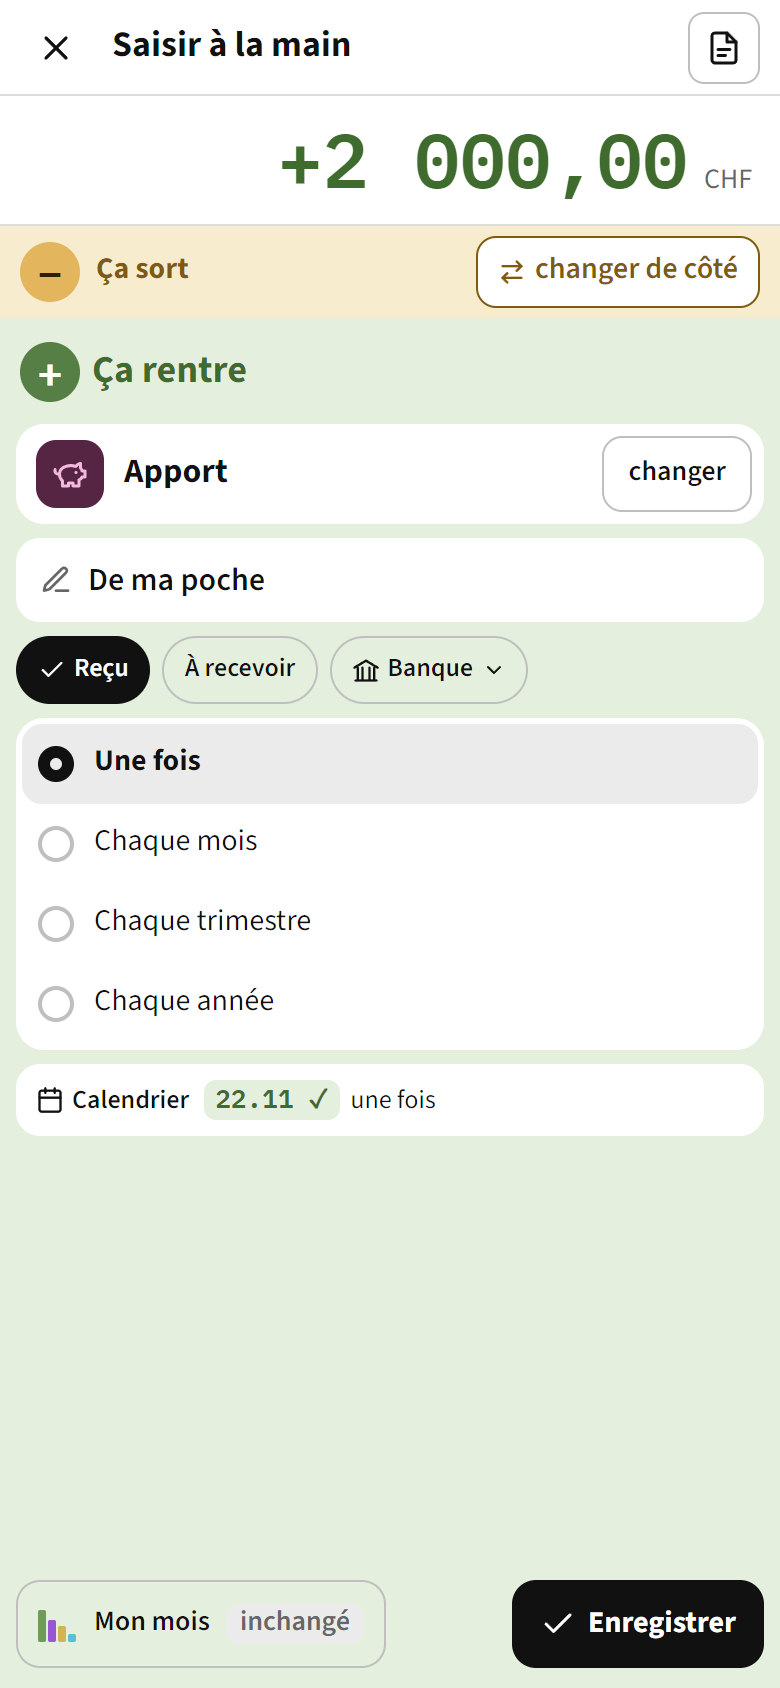 Saisir à la main
+2 000,00 CHF
Ça sort
changer de côté
Ça rentre
Apport
changer
De ma poche
Reçu
À recevoir
Banque
Une fois
Chaque mois
Chaque trimestre
Chaque année
Calendrier 22.11 ✓ une fois
Mon mois inchangé
Enregistrer